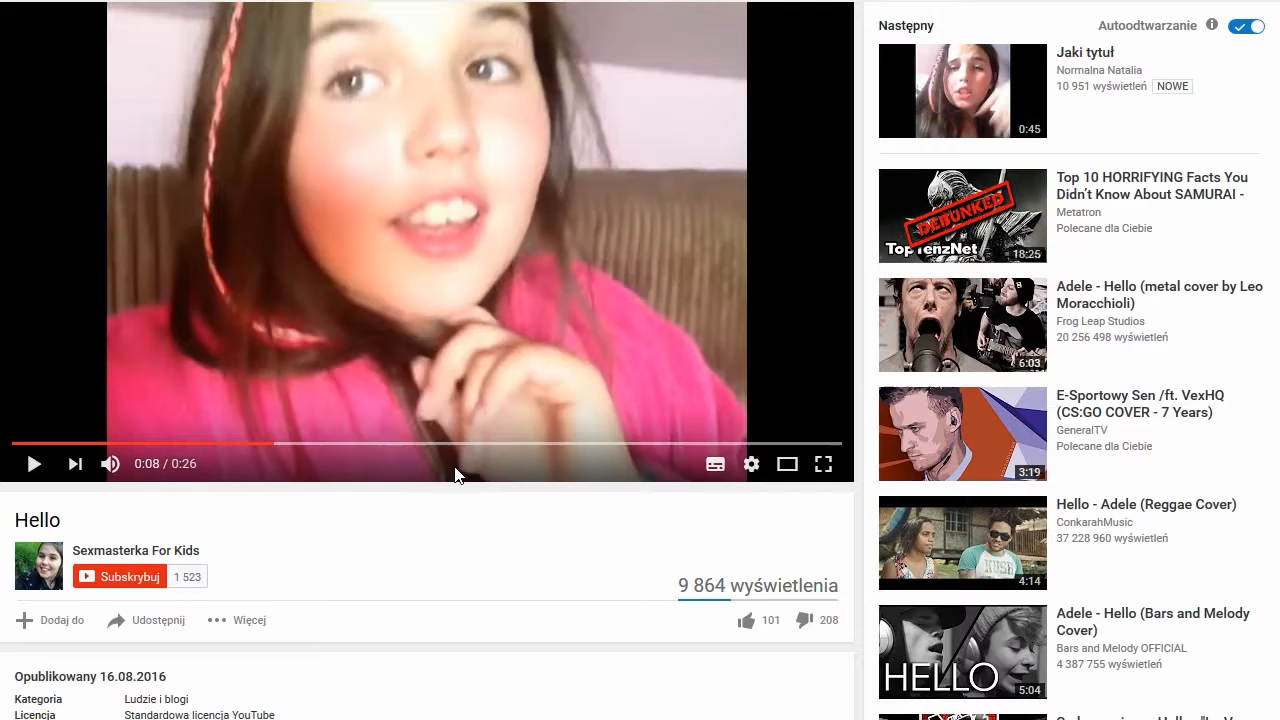 Następny
Autoodtwarzanie
Jaki tytuł
Normalna Natalia
10 951 wyświetleń NOWE
0:45
Top 10 HORRIFYING Facts You
Didn't Know About SAMURAI -
Metatron
Polecane dla Ciebie
DEBUNKED
TopTenzNet
18:25
Adele - Hello (metal cover by Leo
Moracchioli)
Frog Leap Studios
20 256 498 wyświetleń
6:03
E-Sportowy Sen /ft. VexHQ
(CS:GO COVER - 7 Years)
GeneralTV
Polecane dla Ciebie
3:19
Hello - Adele (Reggae Cover)
ConkarahMusic
37 228 960 wyświetleń
4:14
Adele - Hello (Bars and Melody
Cover)
Bars and Melody OFFICIAL
4 387 755 wyświetleń
HELLO
5:04
0:08 / 0:26
Hello
Sexmasterka For Kids
Subskrybuj 1 523
9 864 wyświetlenia
Dodaj do Udostępnij Więcej
101 208
Opublikowany 16.08.2016
Kategoria Ludzie i blogi
Licencja Standardowa licencja YouTube